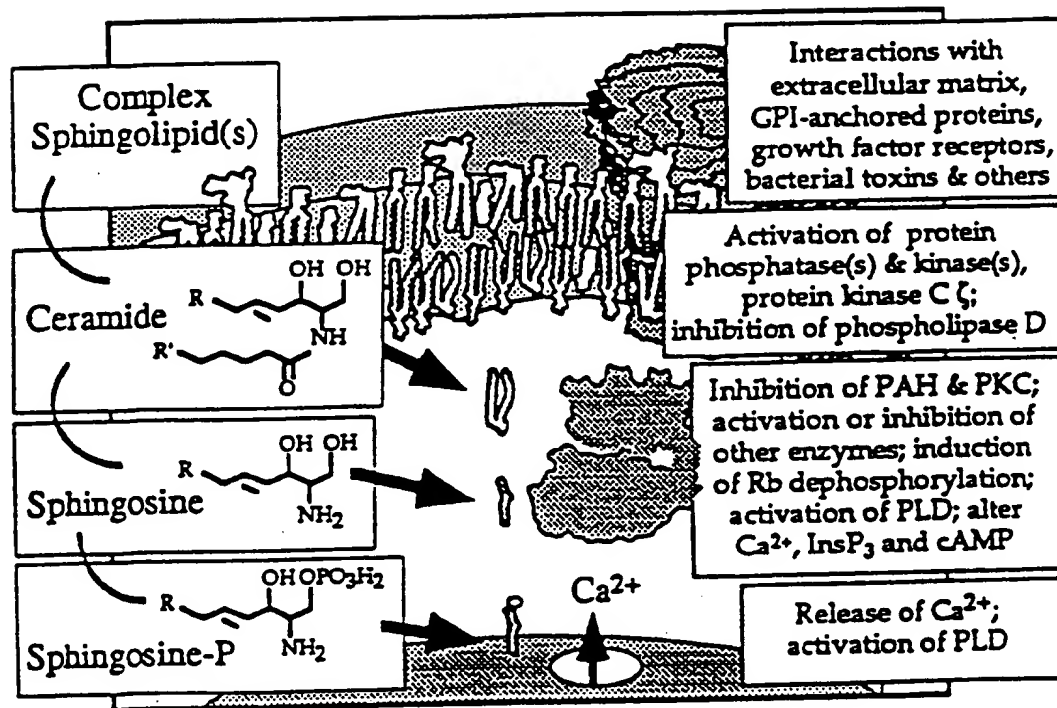 Complex
Sphingolipid(s)
Interactions with
extracellular matrix,
GPI-anchored proteins,
growth factor receptors,
bacterial toxins & others
Ceramide
OH OH
R
NH
R'
O
Activation of protein
phosphatase(s) & kinase(s),
protein kinase C ζ;
inhibition of phospholipase D
Sphingosine
OH OH
R
NH₂
Inhibition of PAH & PKC;
activation or inhibition of
other enzymes; induction
of Rb dephosphorylation;
activation of PLD; alter
Ca²⁺, InsP₃ and cAMP
Sphingosine-P
OH OPO₃H₂
R
NH₂
Ca²⁺
Release of Ca²⁺;
activation of PLD